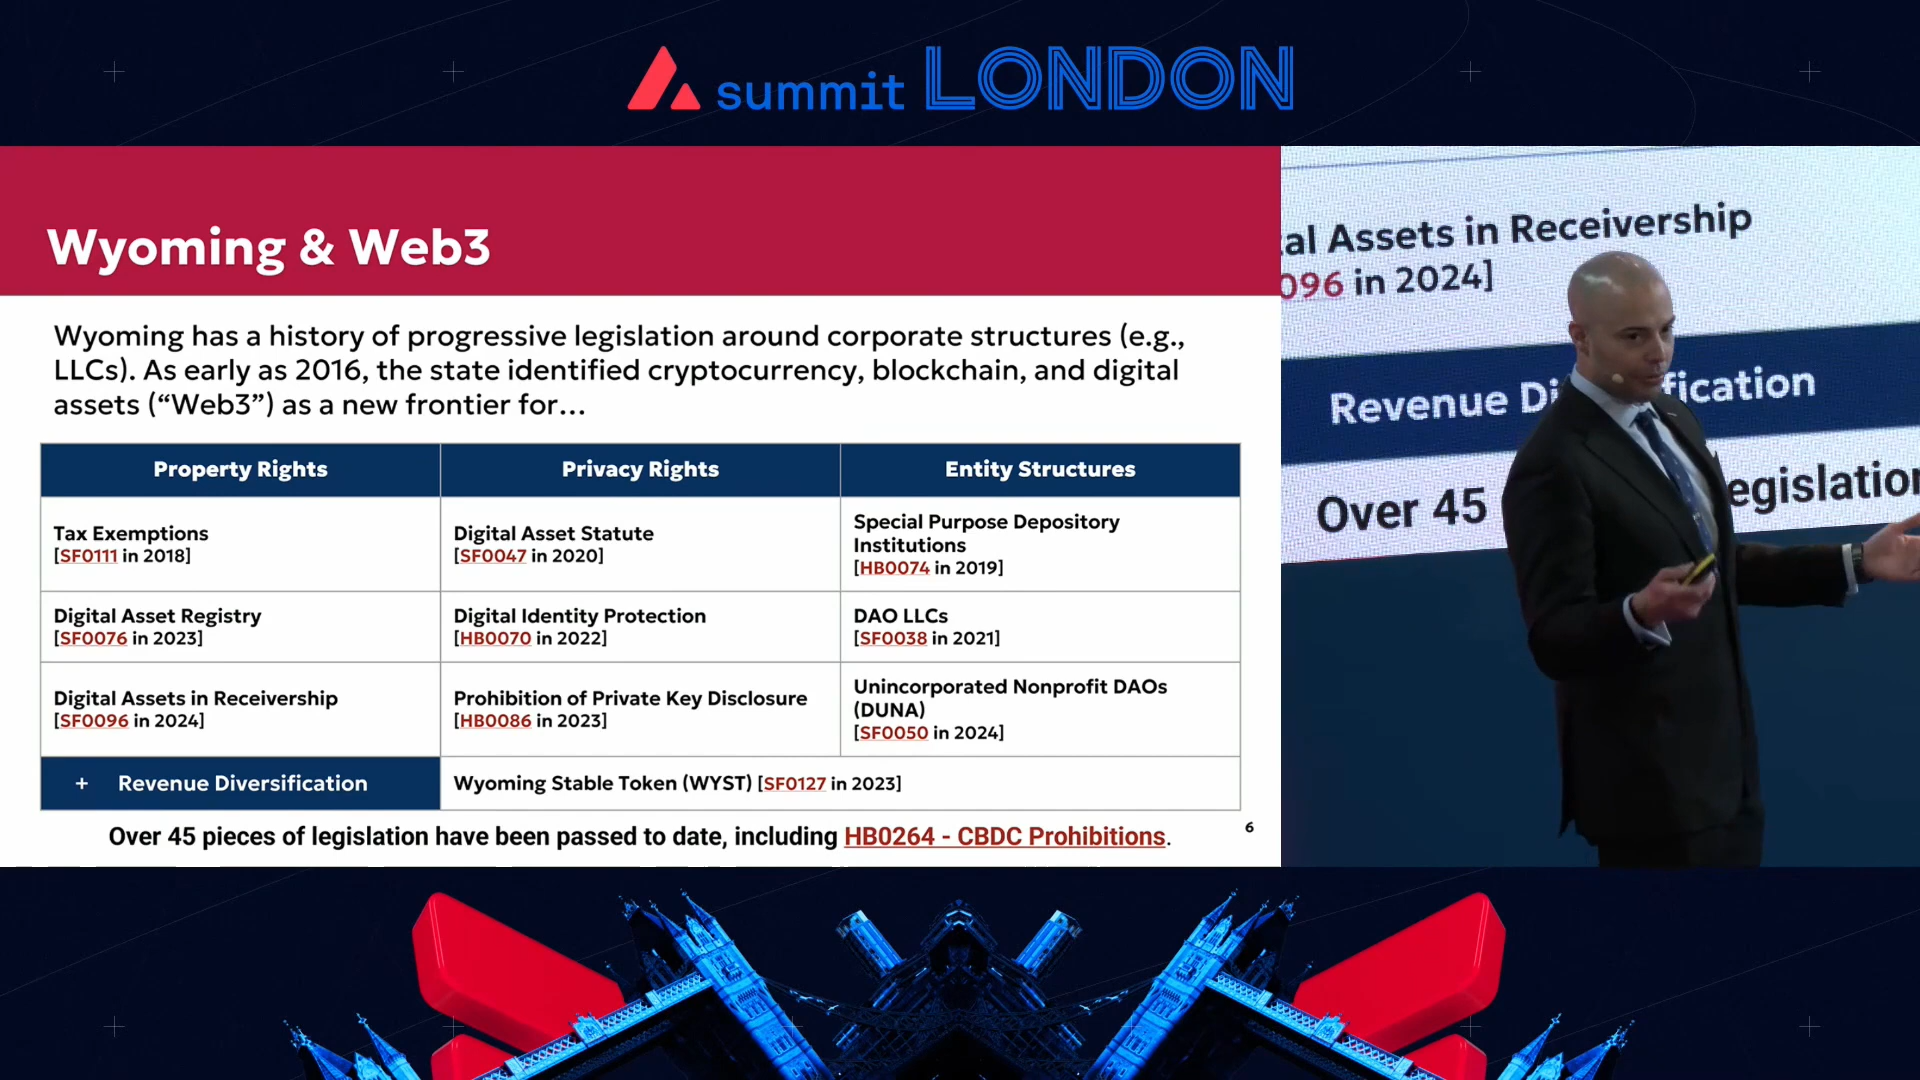 summit LONDON
Wyoming & Web3
Wyoming has a history of progressive legislation around corporate structures (e.g.,
LLCs). As early as 2016, the state identified cryptocurrency, blockchain, and digital
assets (“Web3”) as a new frontier for…
Property Rights
Privacy Rights
Entity Structures
Tax Exemptions
[SF0111 in 2018]
Digital Asset Statute
[SF0047 in 2020]
Special Purpose Depository
Institutions
[HB0074 in 2019]
Digital Asset Registry
[SF0076 in 2023]
Digital Identity Protection
[HB0070 in 2022]
DAO LLCs
[SF0038 in 2021]
Digital Assets in Receivership
[SF0096 in 2024]
Prohibition of Private Key Disclosure
[HB0086 in 2023]
Unincorporated Nonprofit DAOs
(DUNA)
[SF0050 in 2024]
+ Revenue Diversification
Wyoming Stable Token (WYST) [SF0127 in 2023]
Over 45 pieces of legislation have been passed to date, including HB0264 - CBDC Prohibitions.
6
Assets in Receivership
096 in 2024]
Revenue
Over 45